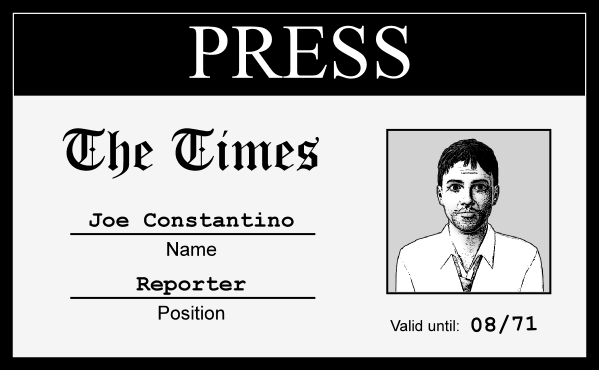 PRESS
The Times
Joe Constantino
Name
Reporter
Position
Valid until: 08/71